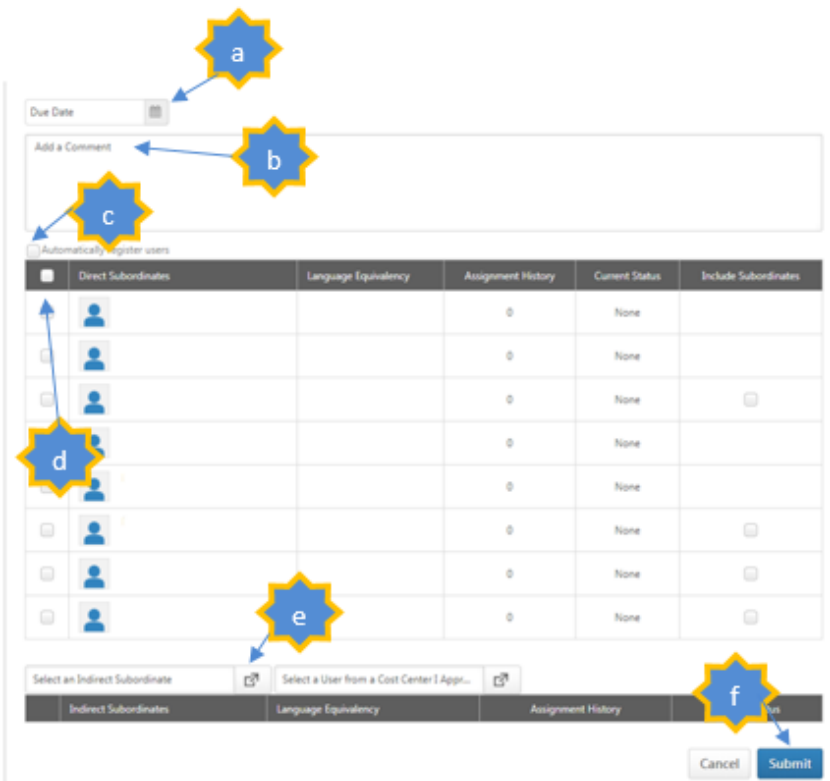 a
Due Date
Add a Comment
b
c
Automatically register users
Direct Subordinates Language Equivalency Assignment History Current Status Include Subordinates
0 None
0 None
0 None
0 None
d
0 None
0 None
0 None
0 None
e
Select an Indirect Subordinate Select a User from a Cost Center I Appr...
f
Indirect Subordinates Language Equivalency Assignment History
Cancel Submit